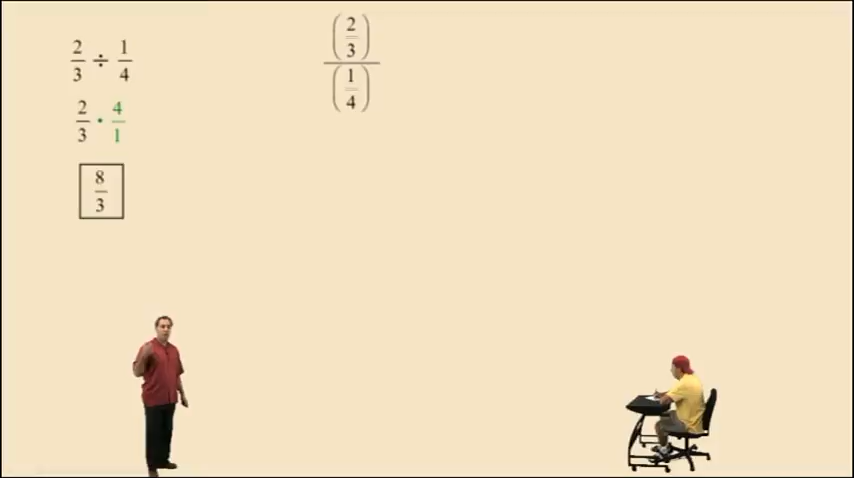 2/3 ÷ 1/4
2/3 · 4/1
8/3
(2/3)/(1/4)